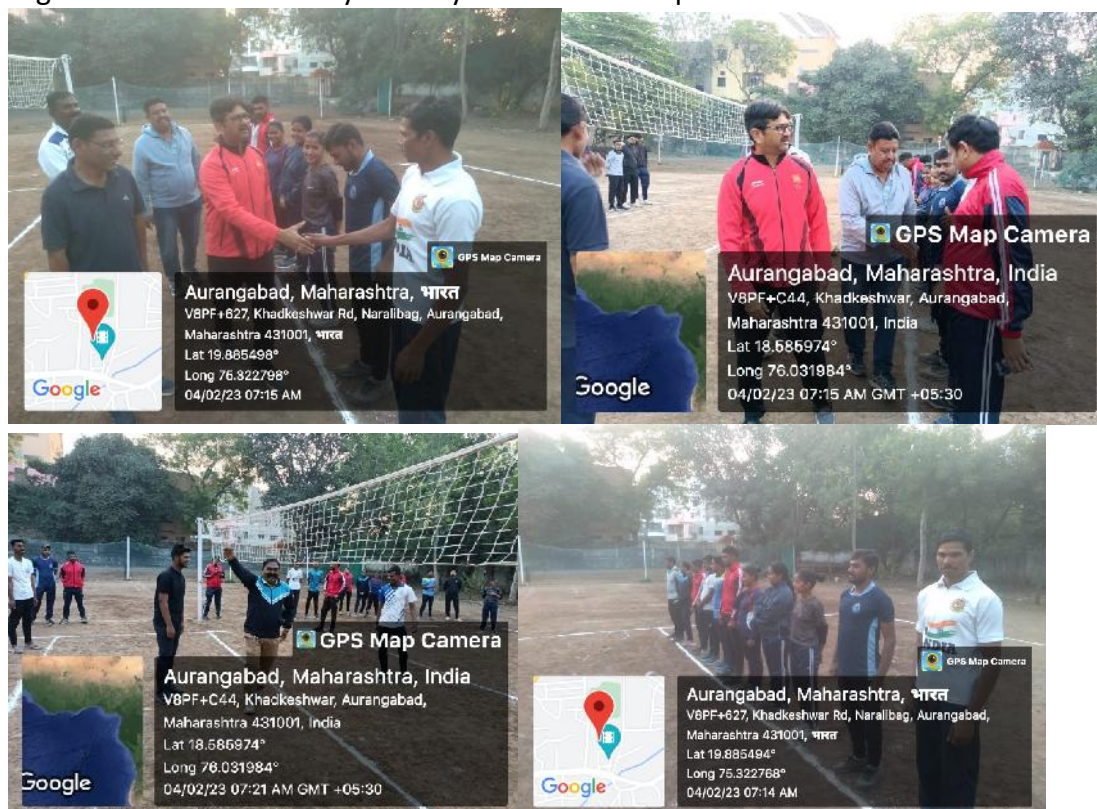 GPS Map Camera
Aurangabad, Maharashtra, भारत
V8PF+627, Khadkeshwar Rd, Naralibag, Aurangabad,
Maharashtra 431001, भारत
Lat 19.885498°
Long 75.322798°
04/02/23 07:15 AM
Google
GPS Map Camera
Aurangabad, Maharashtra, India
V8PF+C44, Khadkeshwar, Aurangabad,
Maharashtra 431001, India
Lat 18.585974°
Long 76.031984°
04/02/23 07:15 AM GMT +05:30
Google
GPS Map Camera
Aurangabad, Maharashtra, India
V8PF+C44, Khadkeshwar, Aurangabad,
Maharashtra 431001, India
Lat 18.585974°
Long 76.031984°
04/02/23 07:21 AM GMT +05:30
Google
INDIA
GPS Map Camera
Aurangabad, Maharashtra, भारत
V8PF+627, Khadkeshwar Rd, Naralibag, Aurangabad,
Maharashtra 431001, भारत
Lat 19.885494°
Long 75.322768°
04/02/23 07:14 AM
Google